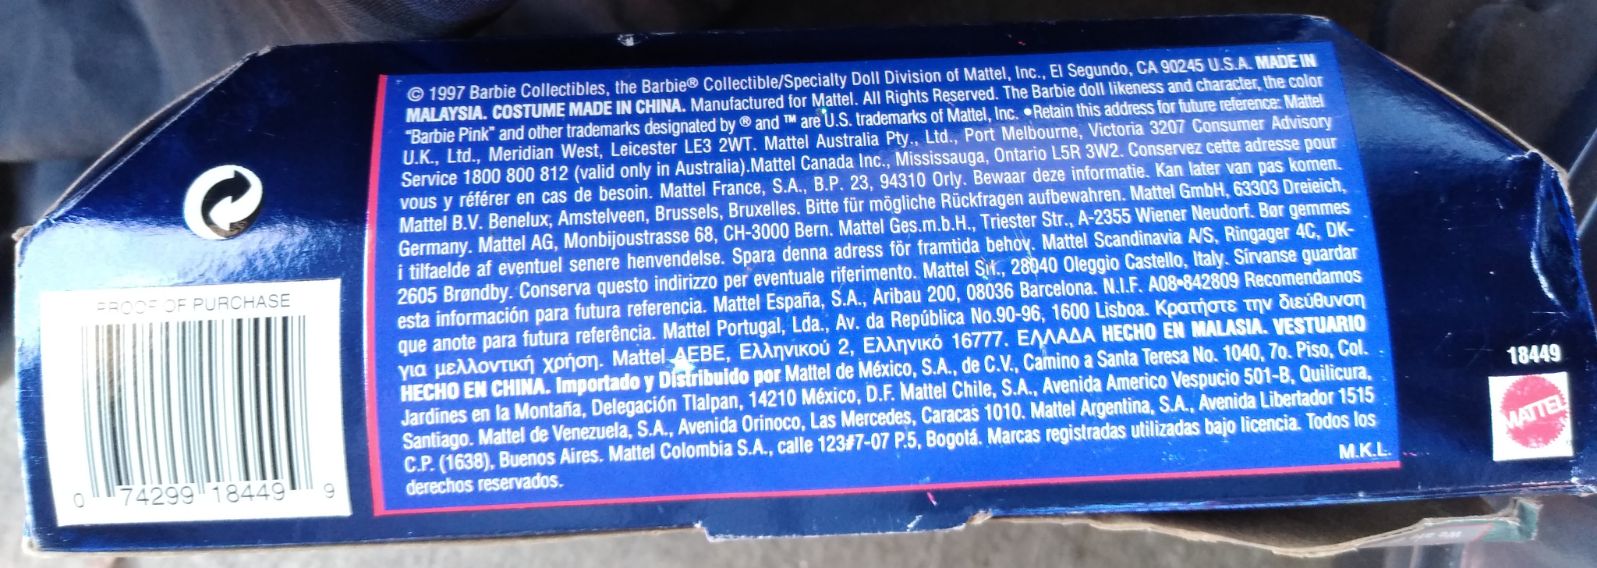 © 1997 Barbie Collectibles, the Barbie® Collectible/Specialty Doll Division of Mattel, Inc., El Segundo, CA 90245 U.S.A. MADE IN
MALAYSIA. COSTUME MADE IN CHINA. Manufactured for Mattel. All Rights Reserved. The Barbie doll likeness and character, the color
"Barbie Pink" and other trademarks designated by ® and ™ are U.S. trademarks of Mattel, Inc. •Retain this address for future reference: Mattel
U.K., Ltd., Meridian West, Leicester LE3 2WT. Mattel Australia Pty., Ltd., Port Melbourne, Victoria 3207 Consumer Advisory
Service 1800 800 812 (valid only in Australia).Mattel Canada Inc., Mississauga, Ontario L5R 3W2. Conservez cette adresse pour
vous y référer en cas de besoin. Mattel France, S.A., B.P. 23, 94310 Orly. Bewaar deze informatie. Kan later van pas komen.
Mattel B.V. Benelux, Amstelveen, Brussels, Bruxelles. Bitte für mögliche Rückfragen aufbewahren. Mattel GmbH, 63303 Dreieich,
Germany. Mattel AG, Monbijoustrasse 68, CH-3000 Bern. Mattel Ges.m.b.H., Triester Str., A-2355 Wiener Neudorf. Bør gemmes
i tilfaelde af eventuel senere henvendelse. Spara denna adress för framtida behov. Mattel Scandinavia A/S, Ringager 4C, DK-
2605 Brøndby. Conserva questo indirizzo per eventuale riferimento. Mattel Srl., 28040 Oleggio Castello, Italy. Sírvanse guardar
esta información para futura referencia. Mattel España, S.A., Aribau 200, 08036 Barcelona. N.I.F. A08•842809 Recomendamos
que anote para futura referência. Mattel Portugal, Lda., Av. da República No.90-96, 1600 Lisboa. Κρατήστε την διεύθυνση
για μελλοντική χρήση. Mattel AEBE, Ελληνικού 2, Ελληνικό 16777. ΕΛΛΑΔΑ HECHO EN MALASIA. VESTUARIO
HECHO EN CHINA. Importado y Distribuido por Mattel de México, S.A., de C.V., Camino a Santa Teresa No. 1040, 7o. Piso, Col.
Jardines en la Montaña, Delegación Tlalpan, 14210 México, D.F. Mattel Chile, S.A., Avenida Americo Vespucio 501-B, Quilicura,
Santiago. Mattel de Venezuela, S.A., Avenida Orinoco, Las Mercedes, Caracas 1010. Mattel Argentina, S.A., Avenida Libertador 1515
C.P. (1638), Buenos Aires. Mattel Colombia S.A., calle 123#7-07 P.5, Bogotá. Marcas registradas utilizadas bajo licencia. Todos los
derechos reservados.
M.K.L.
PROOF OF PURCHASE
0 74299 18449 9
18449
MATTEL